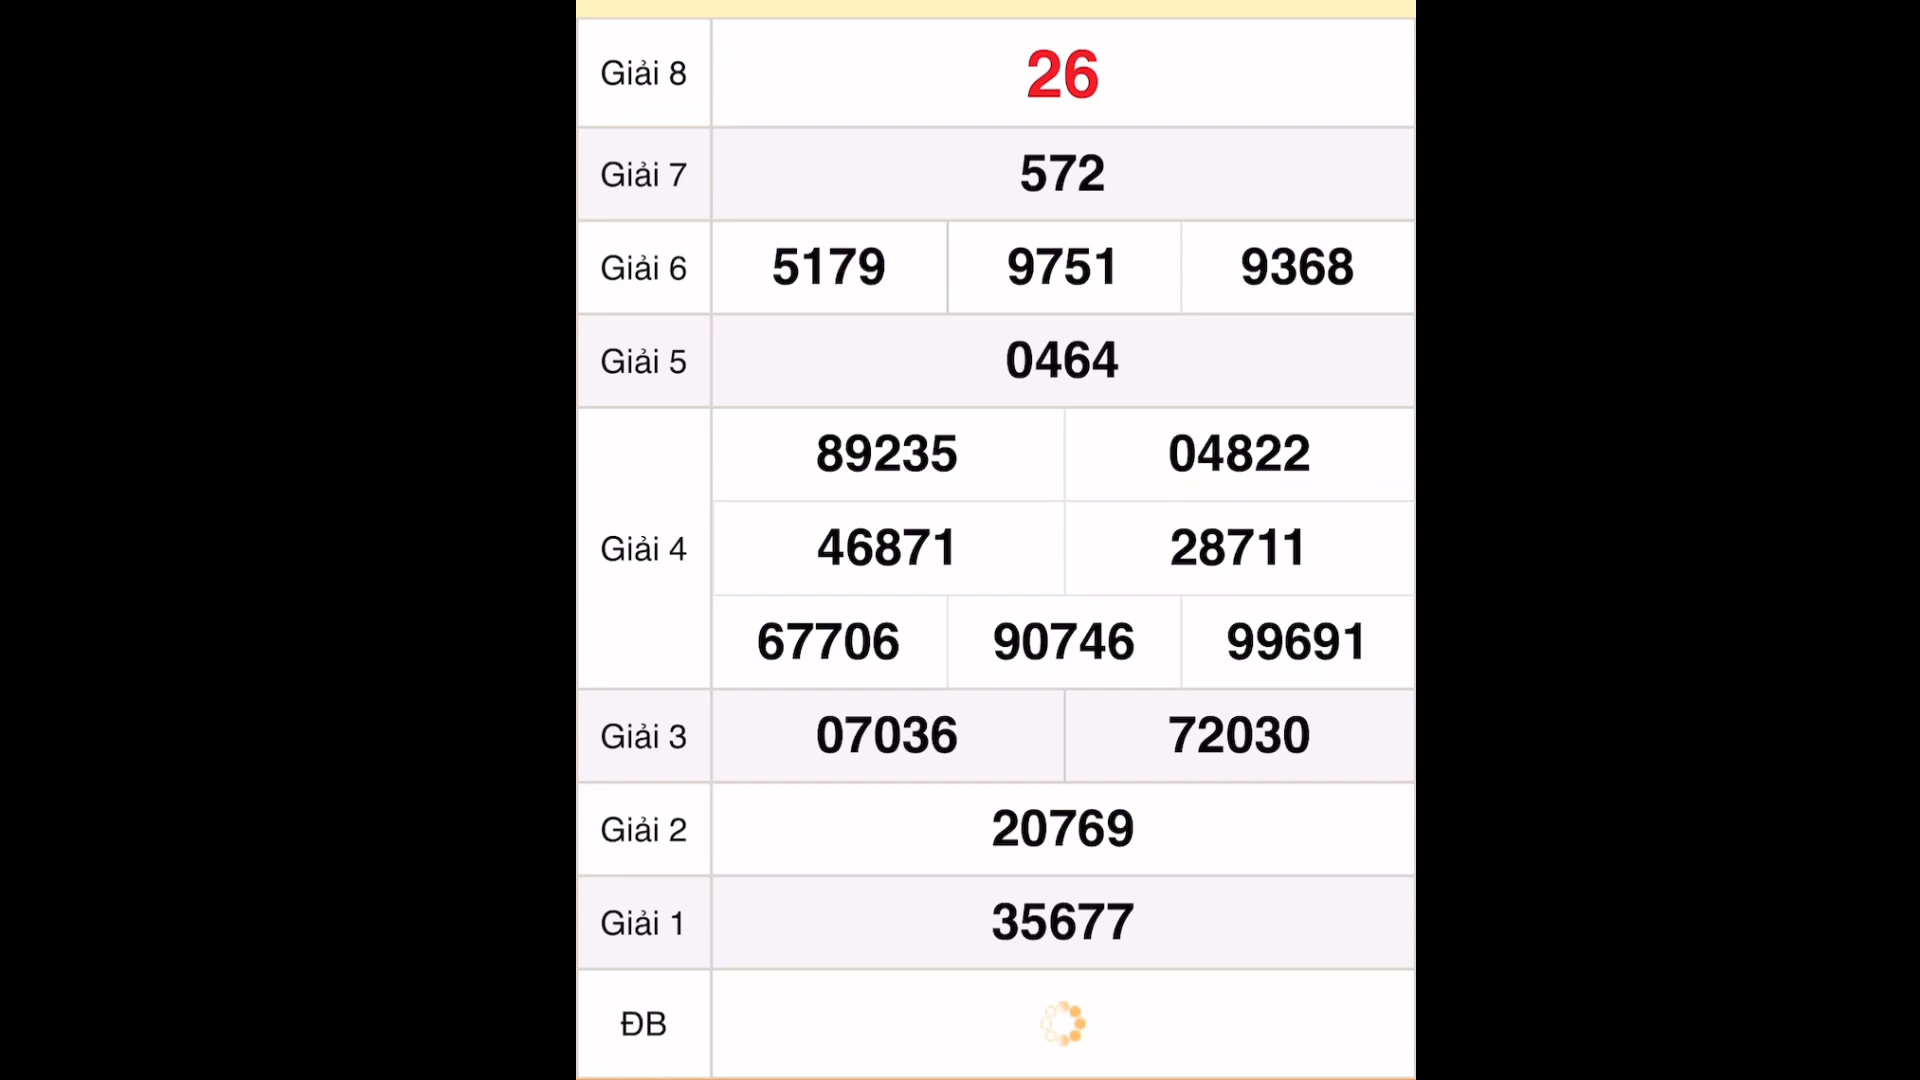 Giải 8 26
Giải 7 572
Giải 6 5179 9751 9368
Giải 5 0464
89235 04822
Giải 4 46871 28711
67706 90746 99691
Giải 3 07036 72030
Giải 2 20769
Giải 1 35677
ĐB